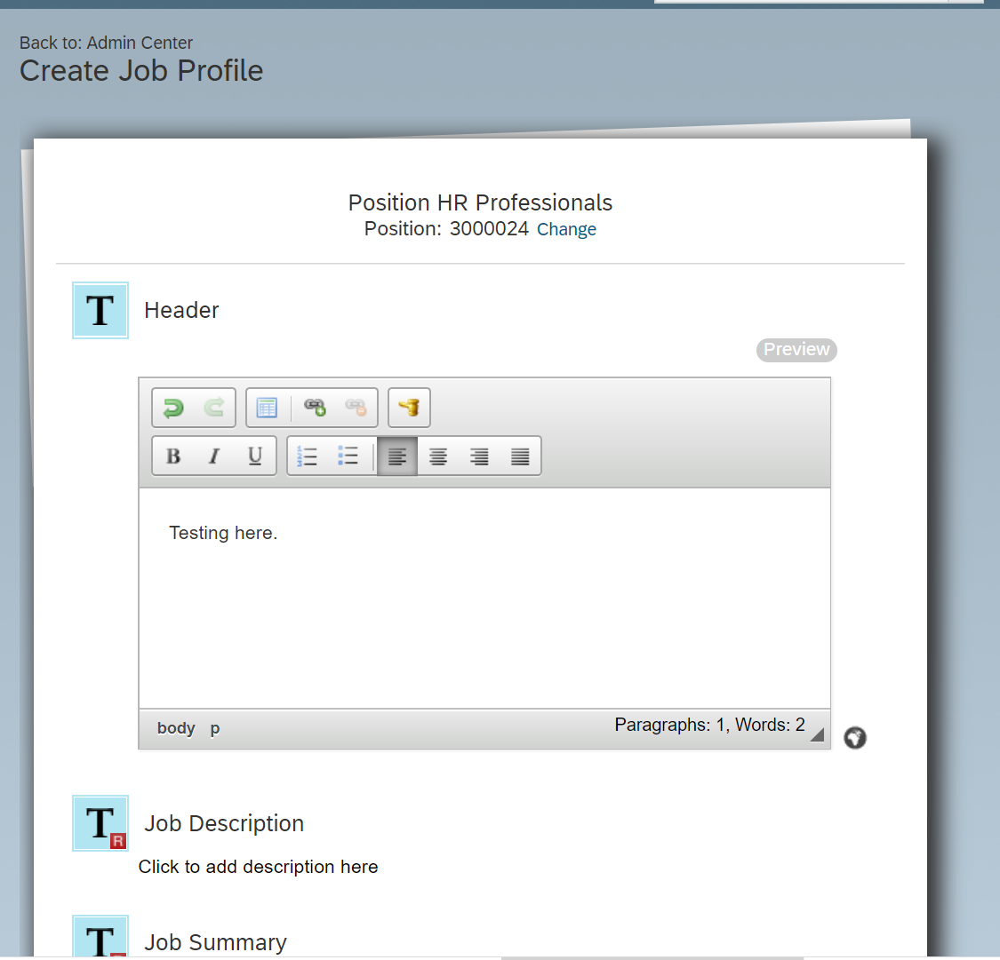 Back to: Admin Center
Create Job Profile
Position HR Professionals
Position: 3000024 Change
T Header
Preview
B I U
Testing here.
body p
Paragraphs: 1, Words: 2
T R Job Description
Click to add description here
T Job Summary